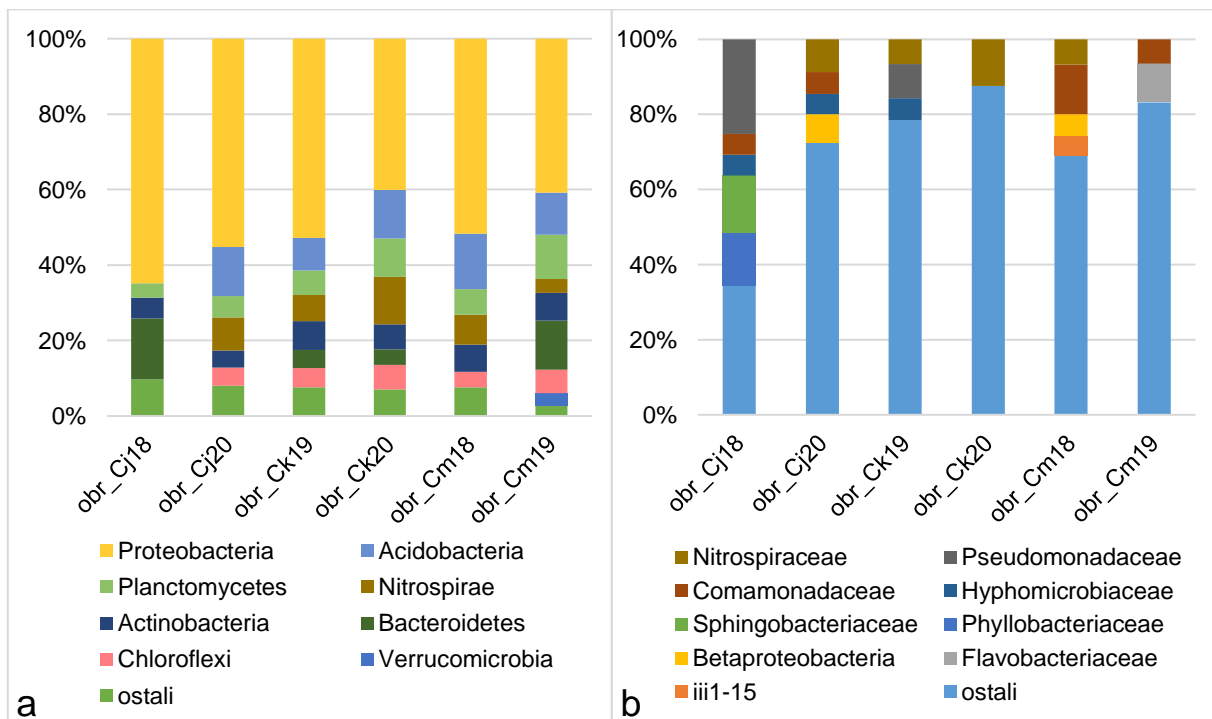 100%
80%
60%
40%
20%
0%
obr_Cj18
obr_Cj20
obr_Ck19
obr_Ck20
obr_Cm18
obr_Cm19
Proteobacteria
Acidobacteria
Planctomycetes
Nitrospirae
Actinobacteria
Bacteroidetes
Chloroflexi
Verrucomicrobia
ostali
a
100%
80%
60%
40%
20%
0%
obr_Cj18
obr_Cj20
obr_Ck19
obr_Ck20
obr_Cm18
obr_Cm19
Nitrospiraceae
Pseudomonadaceae
Comamonadaceae
Hyphomicrobiaceae
Sphingobacteriaceae
Phyllobacteriaceae
Betaproteobacteria
Flavobacteriaceae
iii1-15
ostali
b